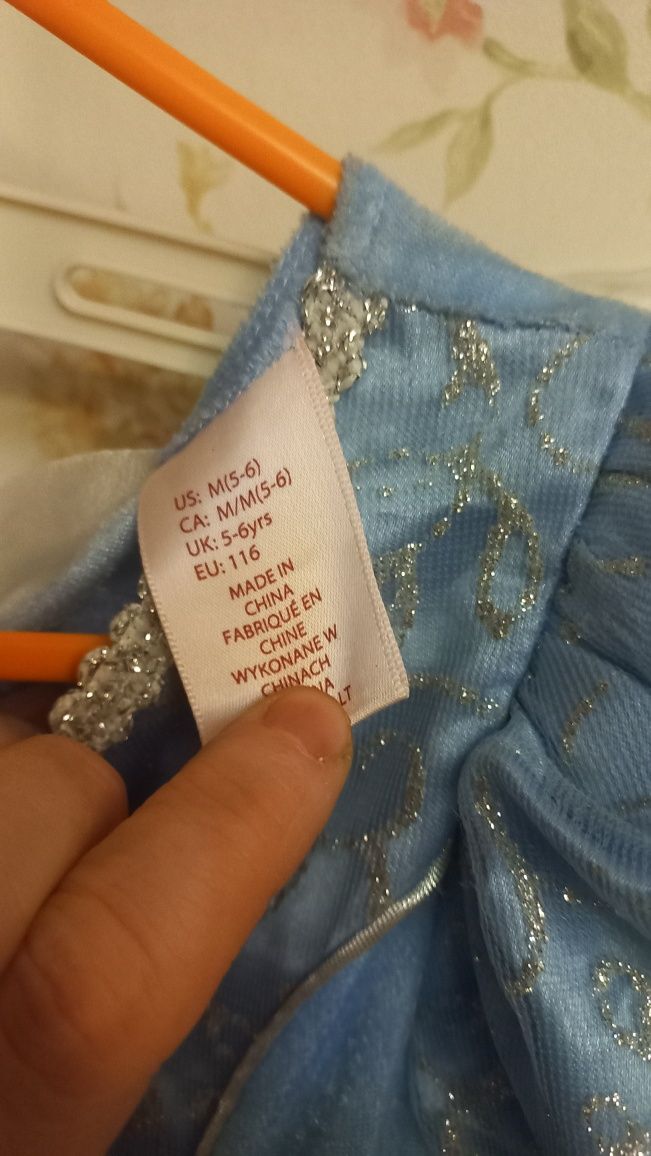 US: M(5-6)
CA: M/M(5-6)
UK: 5-6yrs
EU: 116
MADE IN
CHINA
FABRIQUÉ EN
CHINE
WYKONANE W
CHINACH